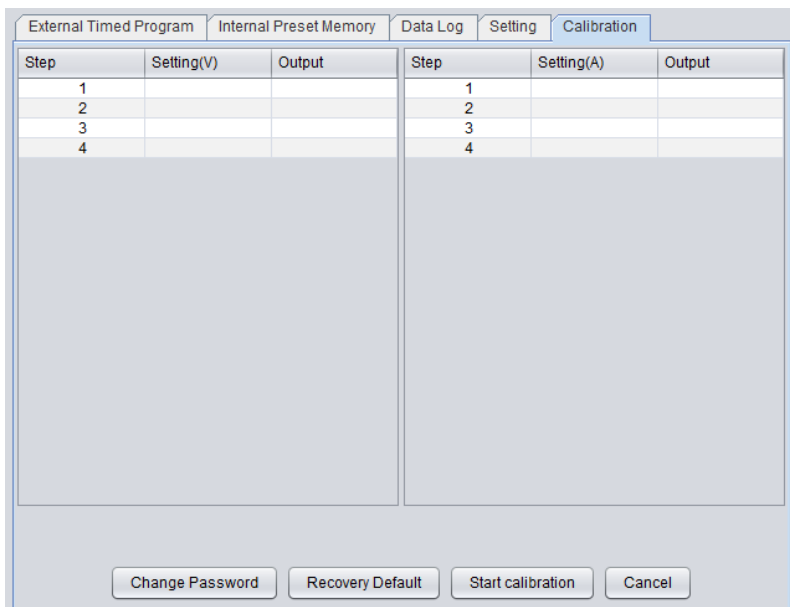 External Timed Program Internal Preset Memory Data Log Setting Calibration
Step Setting(V) Output Step Setting(A) Output
1 1
2 2
3 3
4 4
Change Password Recovery Default Start calibration Cancel